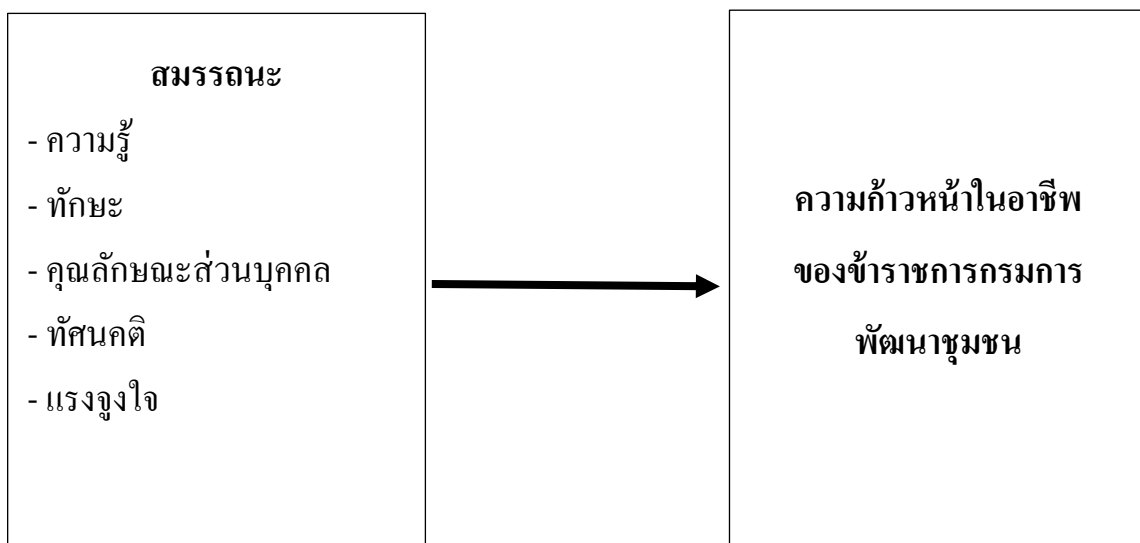 สมรรถนะ
- ความรู้
- ทักษะ
- คุณลักษณะส่วนบุคคล
- ทัศนคติ
- แรงจูงใจ
ความก้าวหน้าในอาชีพ
ของข้าราชการกรมการ
พัฒนาชุมชน